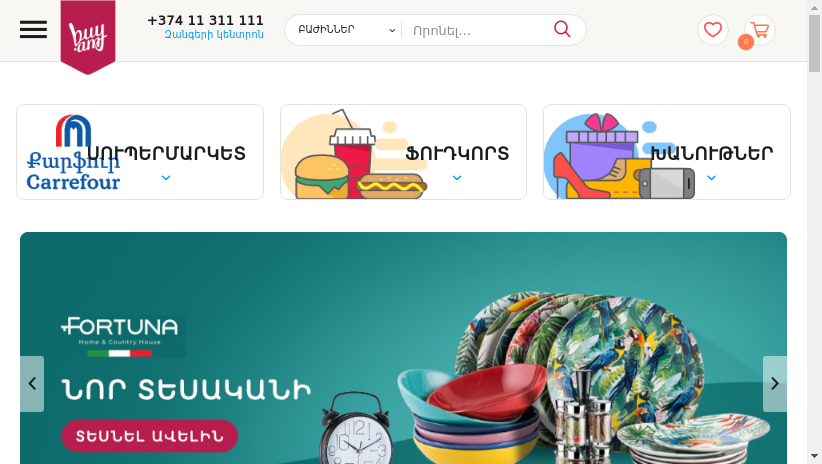 buy
am
+374 11 311 111
Զանգերի կենտրոն
ԲԱԺԻՆՆԵՐ
Որոնել...
0
Քարֆուր
Carrefour
ՍՈՒՊԵՐՄԱՐԿԵՏ
ՖՈՒԴԿՈՐՏ
ԽԱՆՈՒԹՆԵՐ
FORTUNA
Home & Country House
ՆՈՐ ՏԵՍԱԿԱՆԻ
ՏԵՍՆԵԼ ԱՎԵԼԻՆ